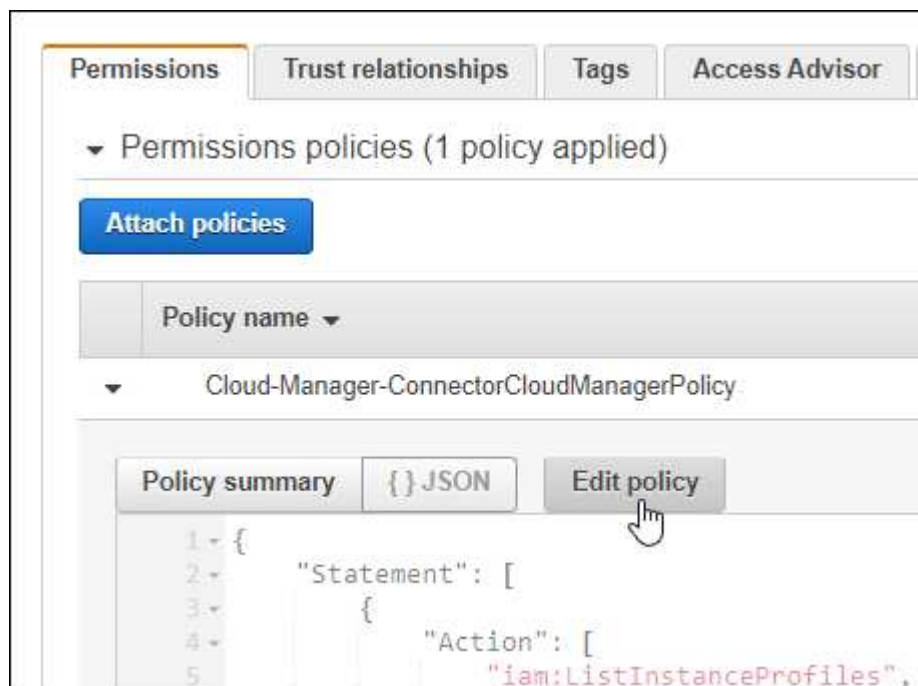 Permissions Trust relationships Tags Access Advisor
Permissions policies (1 policy applied)
Attach policies
Policy name
Cloud-Manager-ConnectorCloudManagerPolicy
Policy summary { } JSON Edit policy
1 {
2 "Statement": [
3 {
4 "Action": [
5 "iam:ListInstanceProfiles",